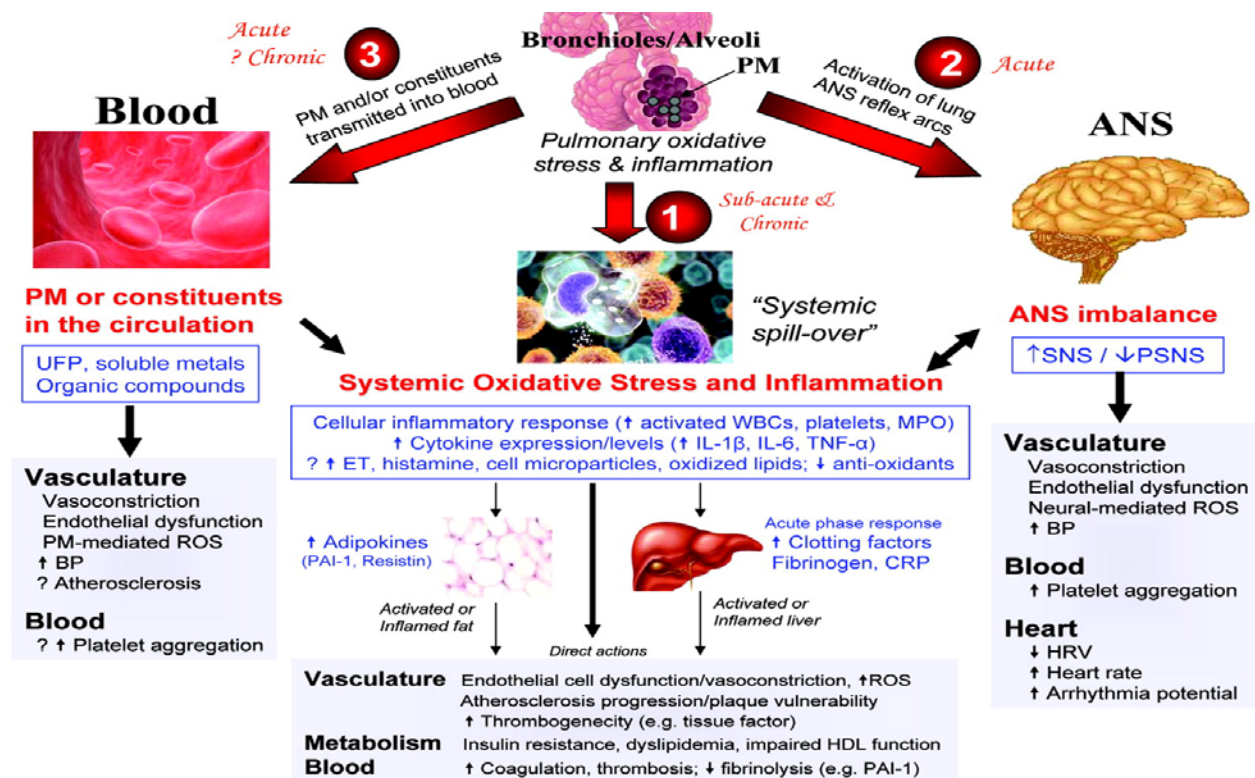 Acute
? Chronic
3
PM and/or constituents
transmitted into blood
Bronchioles/Alveoli
PM
Pulmonary oxidative
stress & inflammation
2
Acute
Activation of lung
ANS reflex arcs
Blood
ANS
1
Sub-acute &
Chronic
"Systemic
spill-over"
PM or constituents
in the circulation
UFP, soluble metals
Organic compounds
Vasculature
Vasoconstriction
Endothelial dysfunction
PM-mediated ROS
↑ BP
? Atherosclerosis
Blood
? ↑ Platelet aggregation
Systemic Oxidative Stress and Inflammation
Cellular inflammatory response (↑ activated WBCs, platelets, MPO)
↑ Cytokine expression/levels (↑ IL-1β, IL-6, TNF-α)
? ↑ ET, histamine, cell microparticles, oxidized lipids; ↓ anti-oxidants
↑ Adipokines
(PAI-1, Resistin)
Activated or
Inflamed fat
Acute phase response
↑ Clotting factors
Fibrinogen, CRP
Activated or
Inflamed liver
Direct actions
Vasculature Endothelial cell dysfunction/vasoconstriction, ↑ROS
Atherosclerosis progression/plaque vulnerability
↑ Thrombogenecity (e.g. tissue factor)
Metabolism Insulin resistance, dyslipidemia, impaired HDL function
Blood ↑ Coagulation, thrombosis; ↓ fibrinolysis (e.g. PAI-1)
ANS imbalance
↑SNS / ↓PSNS
Vasculature
Vasoconstriction
Endothelial dysfunction
Neural-mediated ROS
↑ BP
Blood
↑ Platelet aggregation
Heart
↓ HRV
↑ Heart rate
↑ Arrhythmia potential